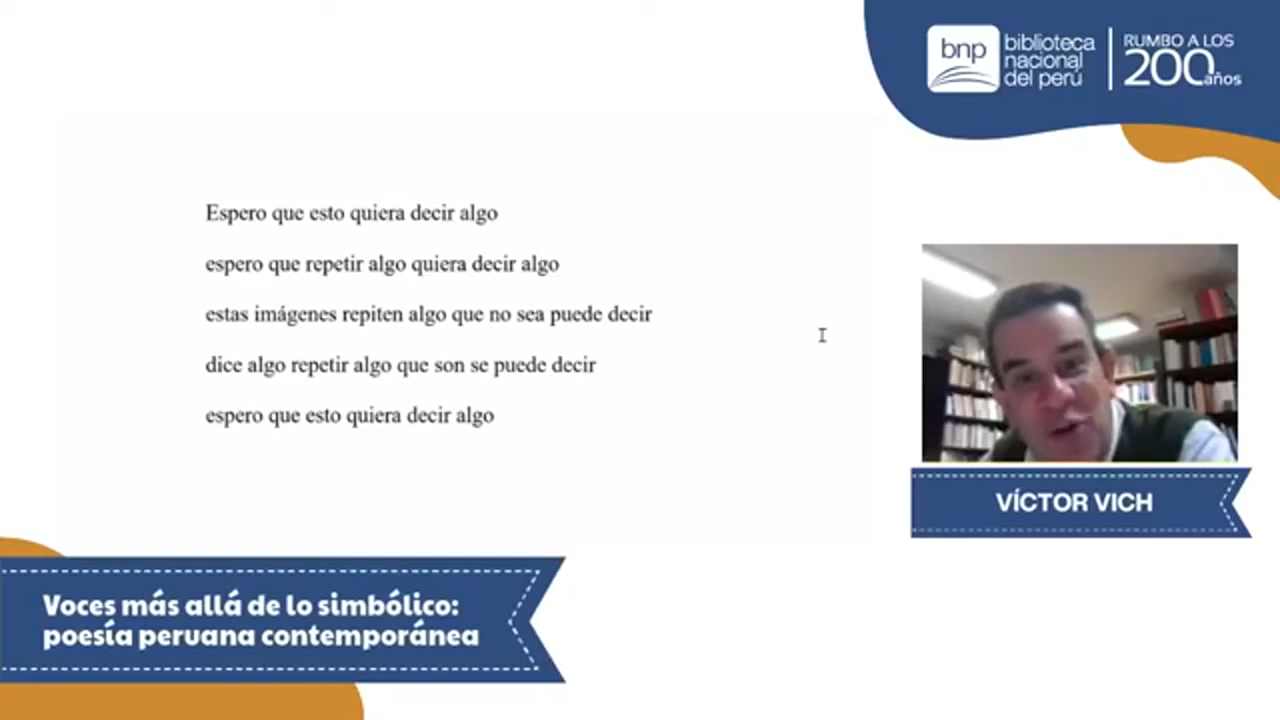 bnp
biblioteca
nacional
del perú
RUMBO A LOS
200 años
Espero que esto quiera decir algo
espero que repetir algo quiera decir algo
estas imágenes repiten algo que no sea puede decir
dice algo repetir algo que son se puede decir
espero que esto quiera decir algo
VÍCTOR VICH
Voces más allá de lo simbólico:
poesía peruana contemporánea